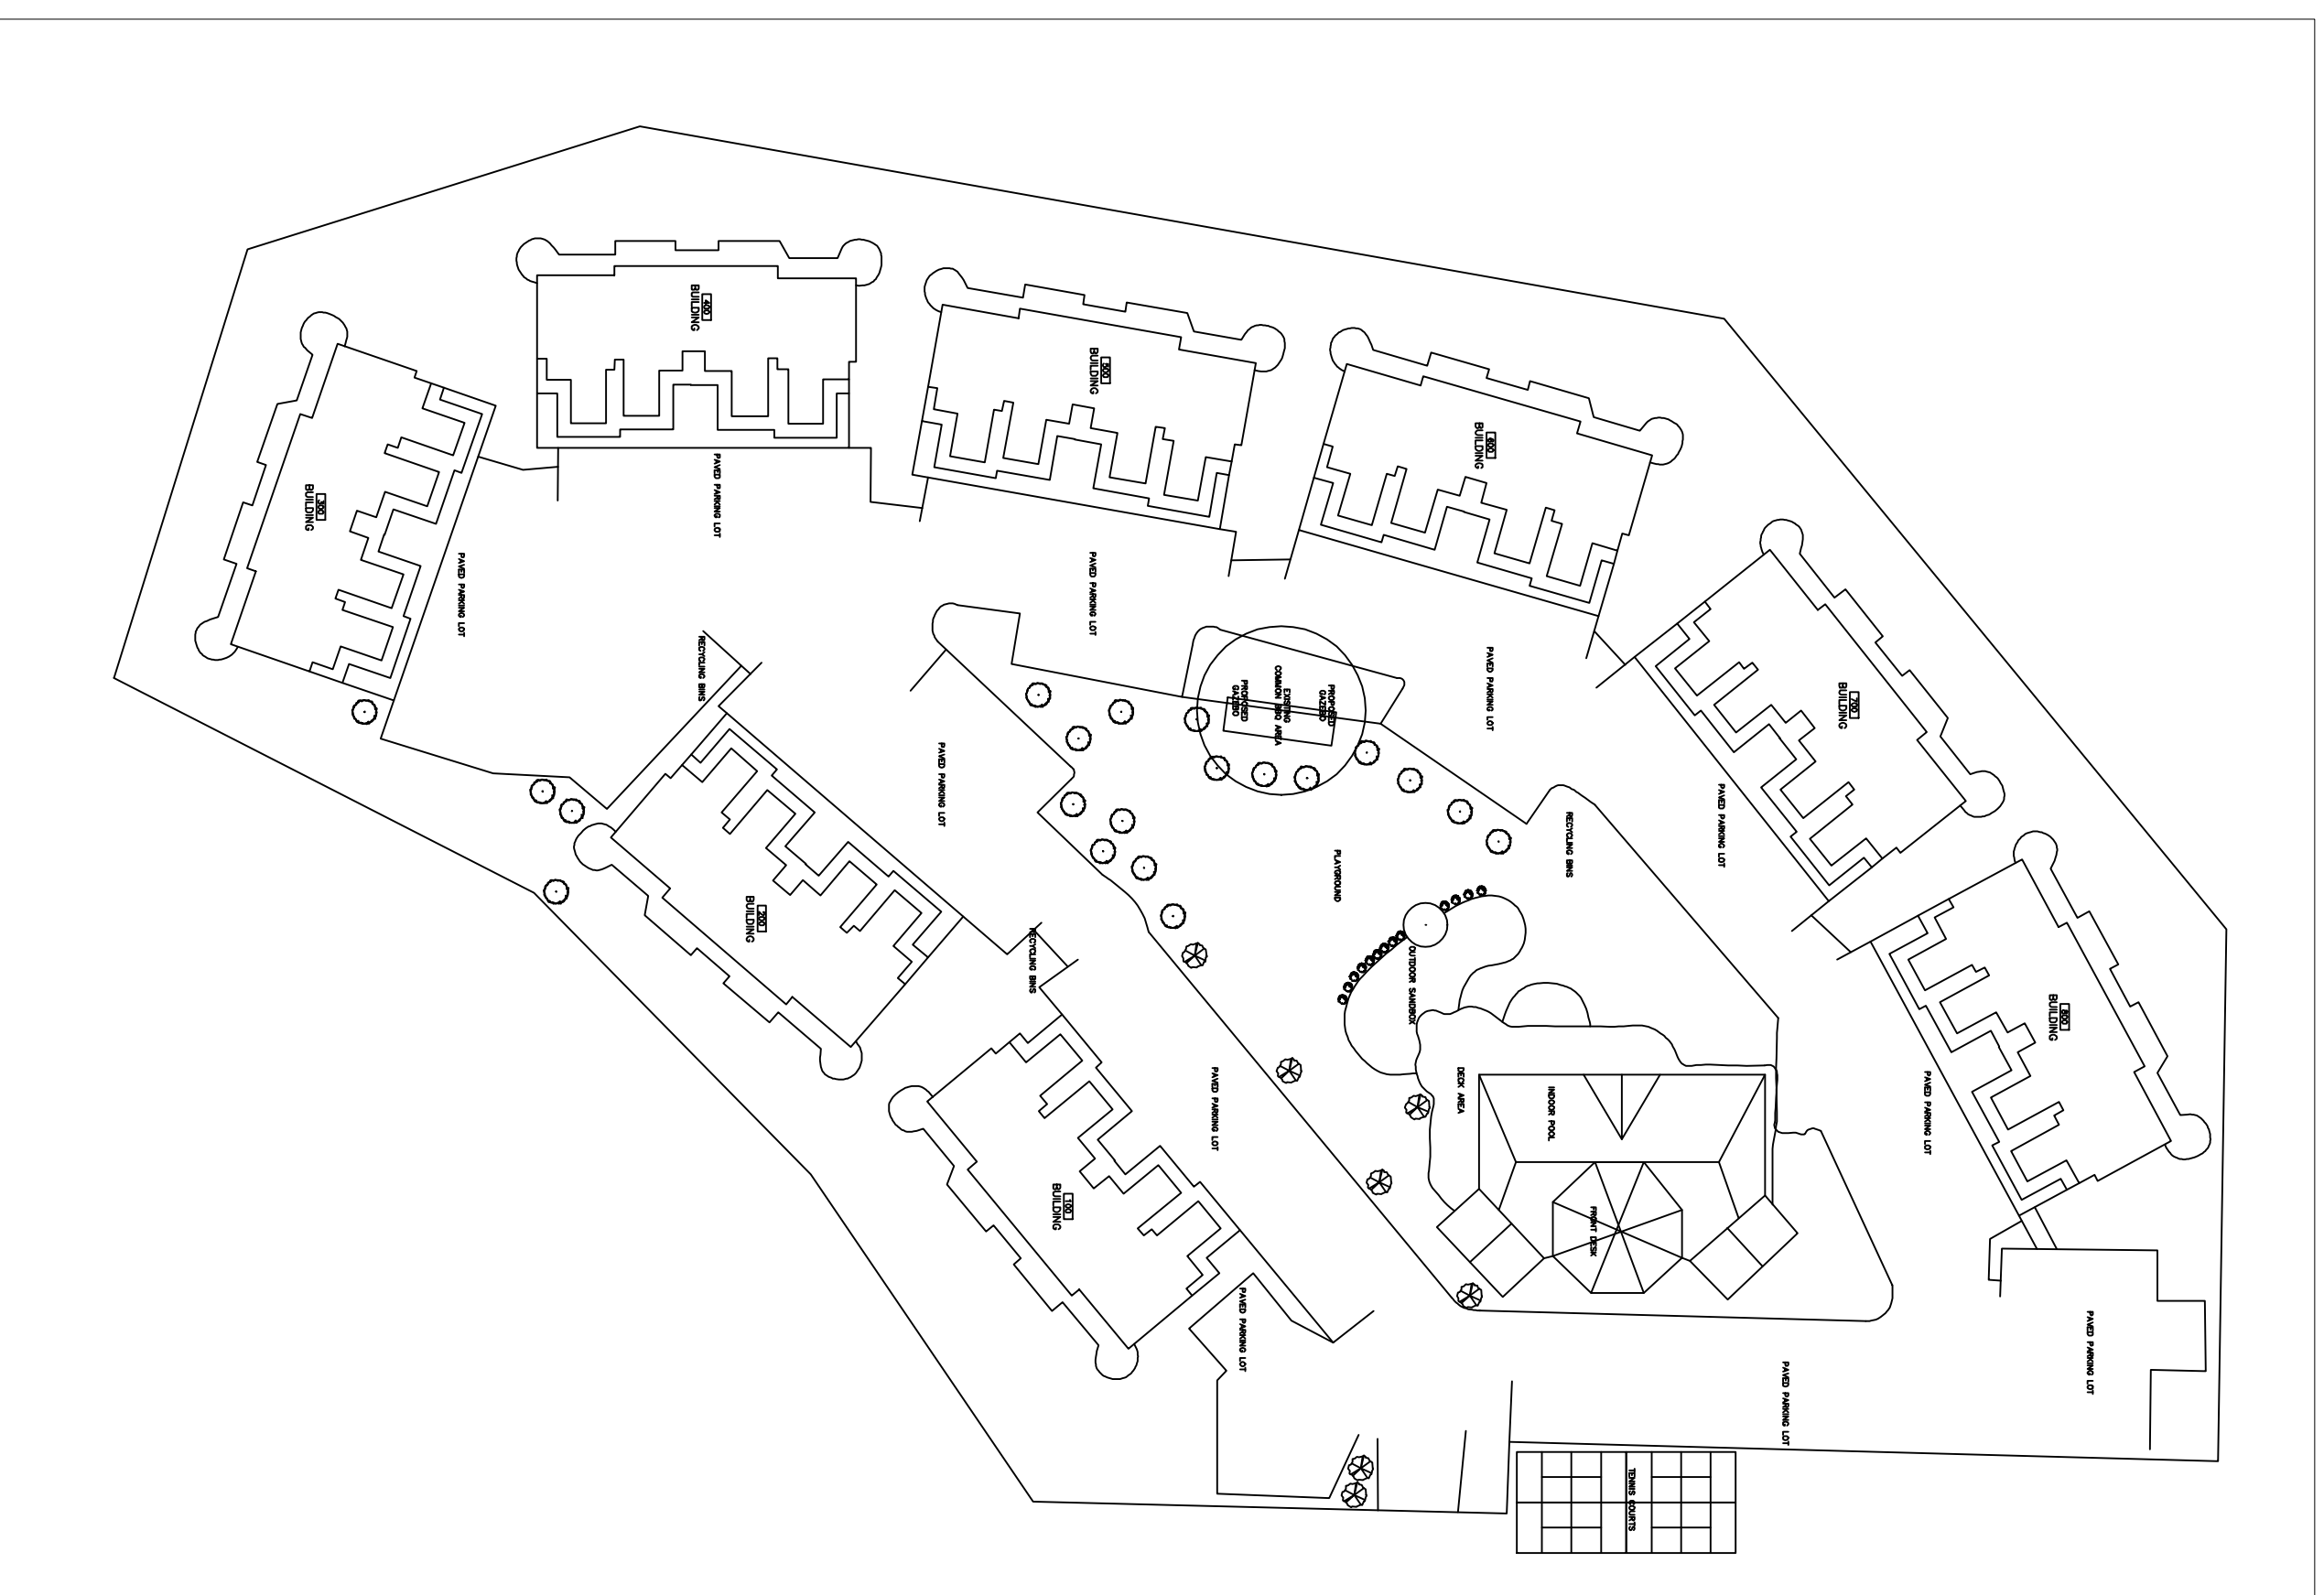 400
BUILDING
500
BUILDING
600
BUILDING
300
BUILDING
700
BUILDING
800
BUILDING
200
BUILDING
100
BUILDING
PAVED PARKING LOT
PAVED PARKING LOT
PAVED PARKING LOT
PAVED PARKING LOT
PAVED PARKING LOT
PAVED PARKING LOT
PAVED PARKING LOT
PAVED PARKING LOT
PAVED PARKING LOT
PAVED PARKING LOT
PAVED PARKING LOT
RECYCLING BINS
RECYCLING BINS
RECYCLING BINS
PROPOSED
GAZEBO
EXISTING
COMMON BBQ AREA
PROPOSED
GAZEBO
PLAYGROUND
OUTDOOR SANDBOX
DECK AREA
INDOOR POOL
FRONT DESK
TENNIS COURTS